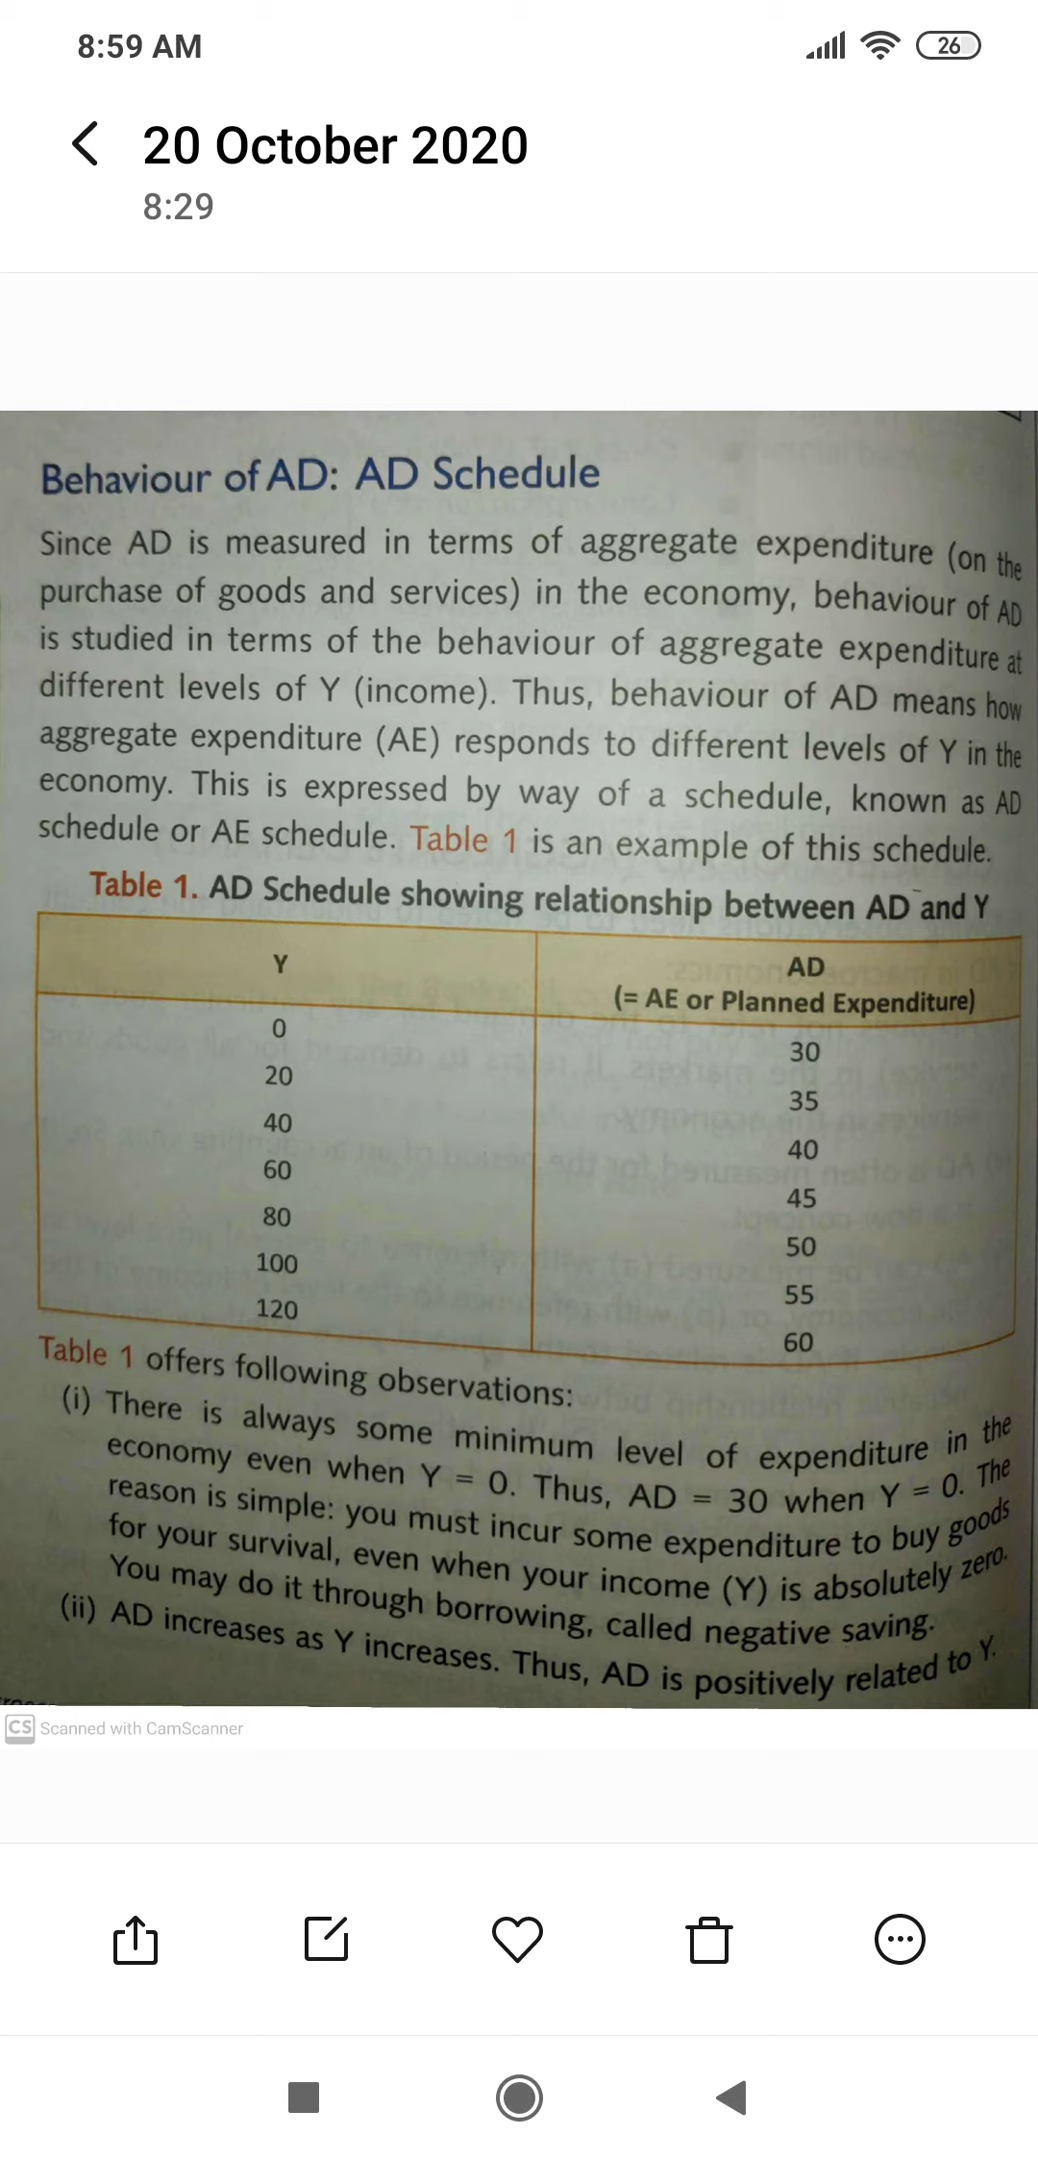 8:59 AM
26
20 October 2020
8:29
Behaviour of AD: AD Schedule
Since AD is measured in terms of aggregate expenditure (on the
purchase of goods and services) in the economy, behaviour of AD
is studied in terms of the behaviour of aggregate expenditure at
different levels of Y (income). Thus, behaviour of AD means how
aggregate expenditure (AE) responds to different levels of Y in the
economy. This is expressed by way of a schedule, known as AD
schedule or AE schedule. Table 1 is an example of this schedule.
Table 1. AD Schedule showing relationship between AD and Y
Y AD
(= AE or Planned Expenditure)
0 30
20 35
40 40
60 45
80 50
100 55
120 60
Table 1 offers following observations:
(i) There is always some minimum level of expenditure in the
economy even when Y = 0. Thus, AD = 30 when Y = 0. The
reason is simple: you must incur some expenditure to buy goods
for your survival, even when your income (Y) is absolutely zero.
You may do it through borrowing, called negative saving.
(ii) AD increases as Y increases. Thus, AD is positively related to Y.
CS Scanned with CamScanner